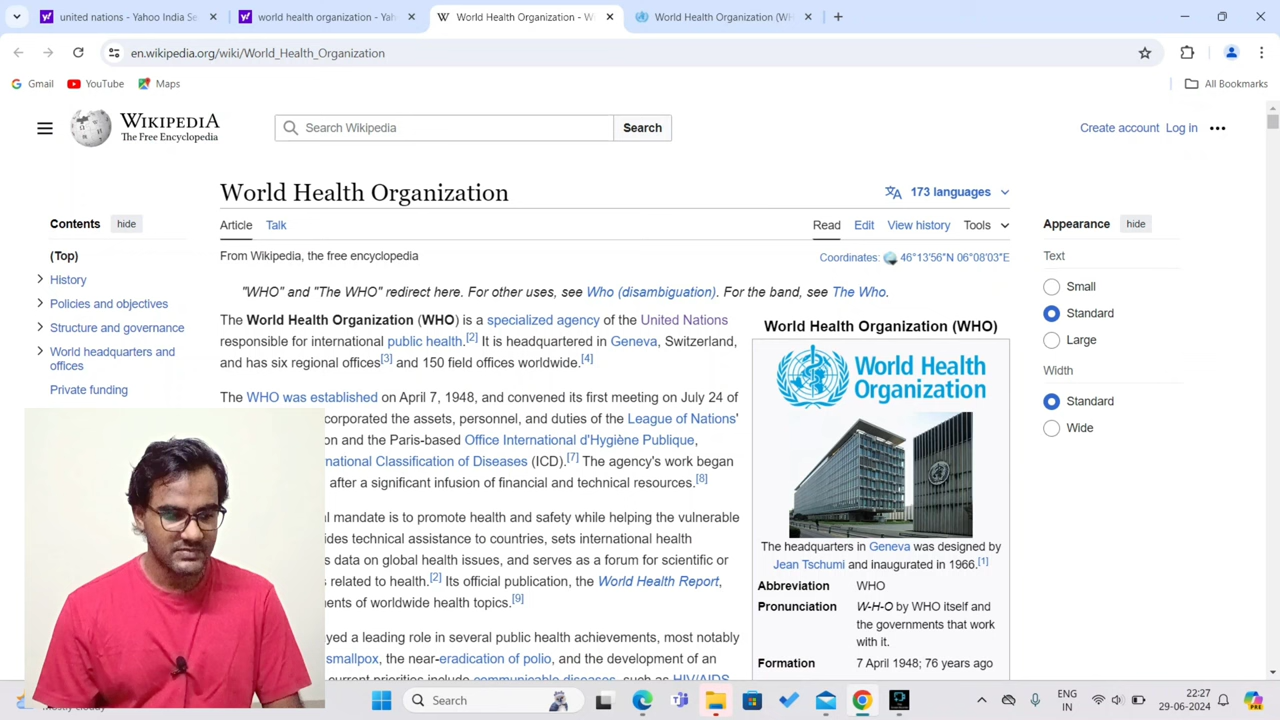 united nations - Yahoo India Se
world health organization - Yah
World Health Organization - W
World Health Organization (WH
en.wikipedia.org/wiki/World_Health_Organization
Gmail
YouTube
Maps
All Bookmarks
WIKIPEDIA
The Free Encyclopedia
Search Wikipedia
Search
Create account
Log in
World Health Organization
173 languages
Contents
hide
(Top)
History
Policies and objectives
Structure and governance
World headquarters and
offices
Private funding
Article
Talk
Read
Edit
View history
Tools
From Wikipedia, the free encyclopedia
Coordinates: 46°13′56″N 06°08′03″E
"WHO" and "The WHO" redirect here. For other uses, see Who (disambiguation). For the band, see The Who.
The World Health Organization (WHO) is a specialized agency of the United Nations
responsible for international public health.[2] It is headquartered in Geneva, Switzerland,
and has six regional offices[3] and 150 field offices worldwide.[4]
The WHO was established on April 7, 1948, and convened its first meeting on July 24 of
corporated the assets, personnel, and duties of the League of Nations'
on and the Paris-based Office International d'Hygiène Publique,
national Classification of Diseases (ICD).[7] The agency's work began
after a significant infusion of financial and technical resources.[8]
l mandate is to promote health and safety while helping the vulnerable
ides technical assistance to countries, sets international health
s data on global health issues, and serves as a forum for scientific or
s related to health.[2] Its official publication, the World Health Report,
ents of worldwide health topics.[9]
yed a leading role in several public health achievements, most notably
smallpox, the near-eradication of polio, and the development of an
current priorities include communicable diseases, such as HIV/AIDS
World Health Organization (WHO)
World Health
Organization
The headquarters in Geneva was designed by
Jean Tschumi and inaugurated in 1966.[1]
Abbreviation WHO
Pronunciation W-H-O by WHO itself and
the governments that work
with it.
Formation 7 April 1948; 76 years ago
Appearance
hide
Text
Small
Standard
Large
Width
Standard
Wide
Mostly cloudy
Search
ENG
IN
22:27
29-06-2024
PRE